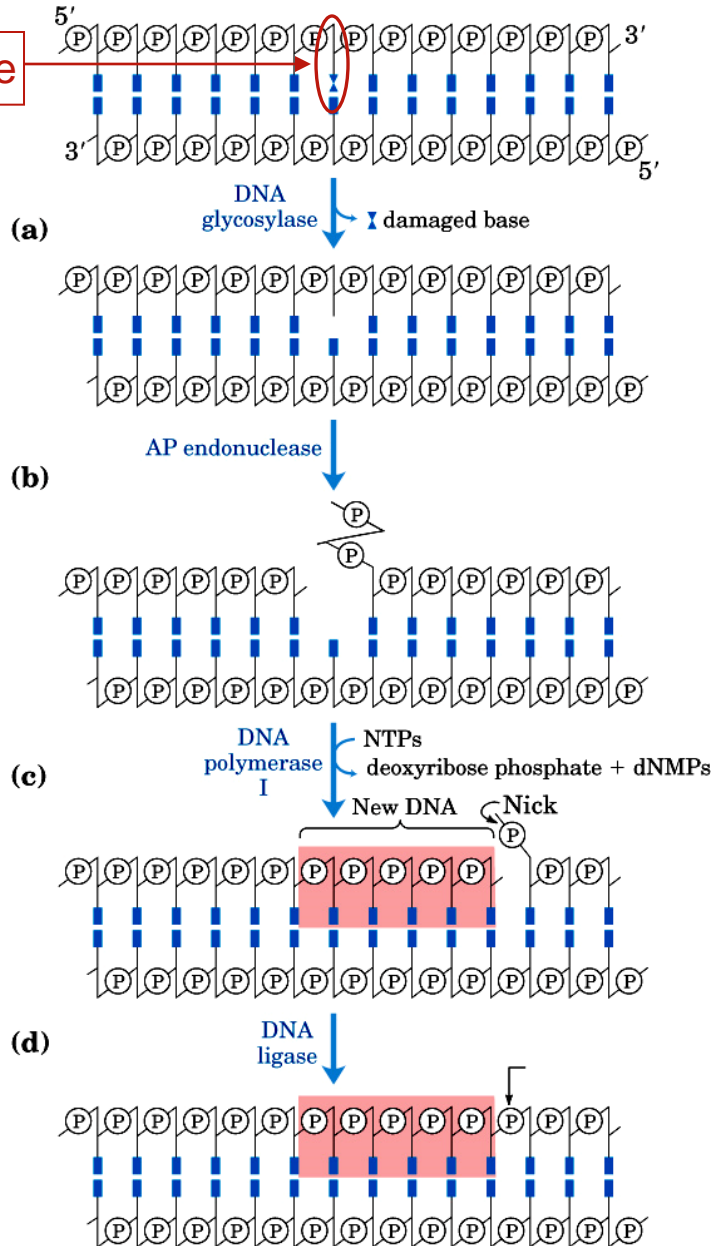 5′
P P P P P P P P P P P P P P
3′
e
3′
P P P P P P P P P P P P P P
5′
DNA
glycosylase
damaged base
(a)
P P P P P P P P P P P P P P
P P P P P P P P P P P P P P
AP endonuclease
(b)
P
P
P P P P P P P P P P P P
P P P P P P P P P P P P P P
DNA
polymerase
I
NTPs
deoxyribose phosphate + dNMPs
(c)
New DNA
Nick
P
P P P P P P P P P P P P P
P P P P P P P P P P P P P P
DNA
ligase
(d)
P P P P P P P P P P P P P P
P P P P P P P P P P P P P P